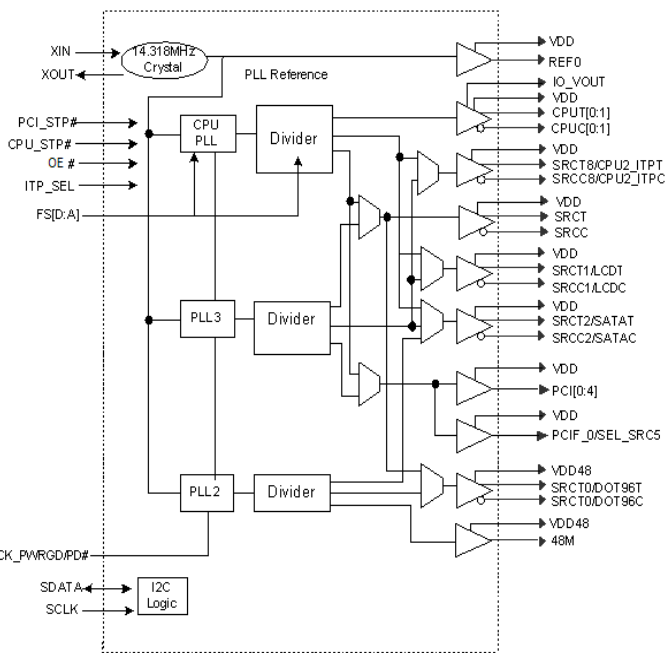 XIN
XOUT
14.318MHz
Crystal
PLL Reference
VDD
REF0
IO_VOUT
VDD
CPUT[0:1]
CPUC[0:1]
PCI_STP#
CPU_STP#
OE #
ITP_SEL
FS[D:A]
CPU
PLL
Divider
VDD
SRCT8/CPU2_ITPT
SRCC8/CPU2_ITPC
VDD
SRCT
SRCC
VDD
SRCT1/LCDT
SRCC1/LCDC
PLL3
Divider
VDD
SRCT2/SATAT
SRCC2/SATAC
VDD
PCI[0:4]
VDD
PCIF_0/SEL_SRC5
PLL2
Divider
VDD48
SRCT0/DOT96T
SRCT0/DOT96C
VDD48
48M
CK_PWRGD/PD#
SDATA
SCLK
I2C
Logic